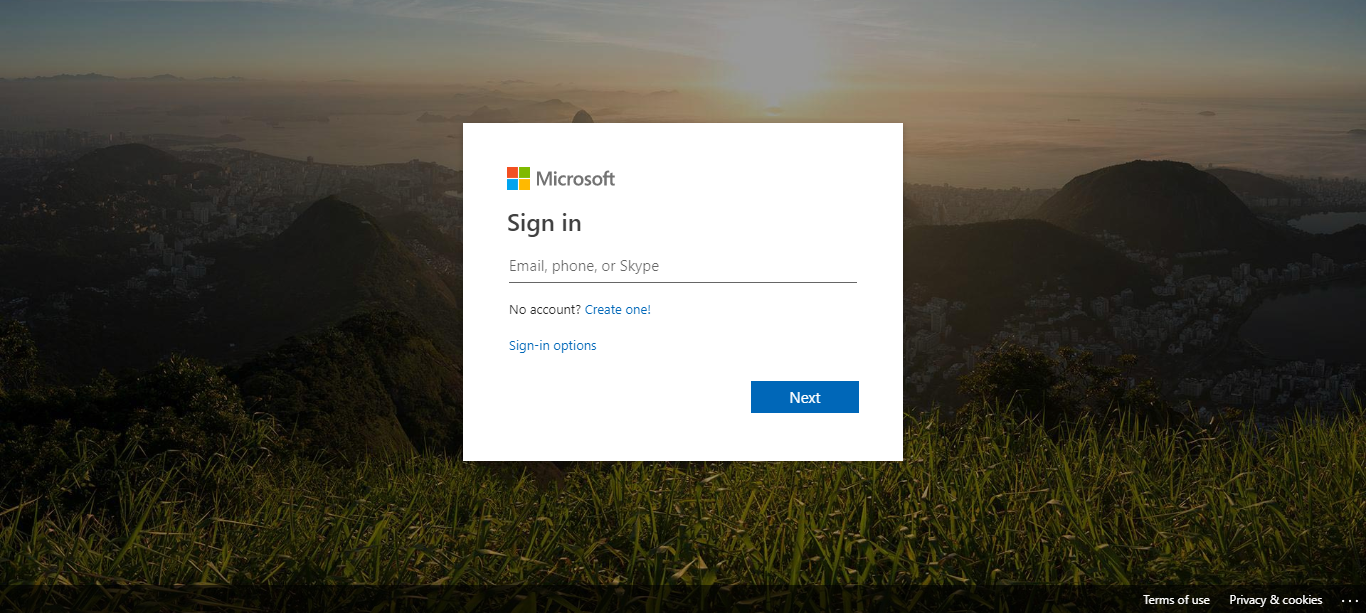 Microsoft
Sign in
Email, phone, or Skype
No account? Create one!
Sign-in options
Next
Terms of use Privacy & cookies ...